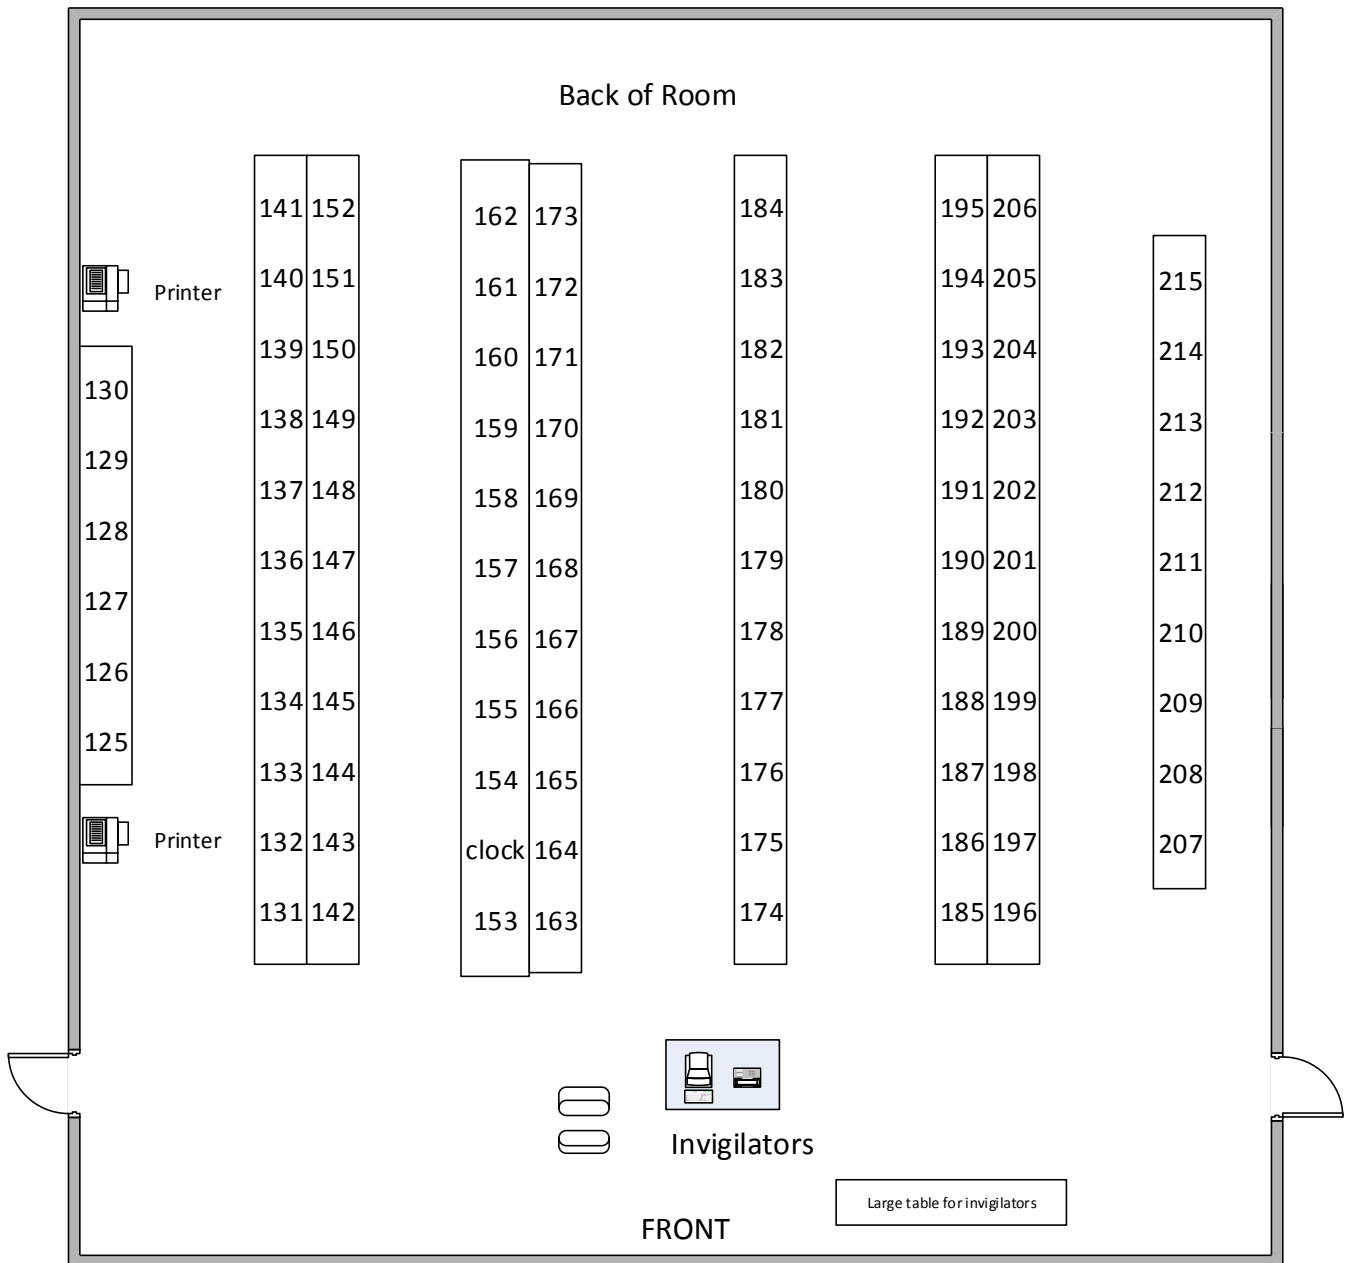 Back of Room
141 152 162 173 184 195 206
140 151 161 172 183 194 205 215
Printer
139 150 160 171 182 193 204 214
130 138 149 159 170 181 192 203 213
129 137 148 158 169 180 191 202 212
128 136 147 157 168 179 190 201 211
127 135 146 156 167 178 189 200 210
126 134 145 155 166 177 188 199 209
125 133 144 154 165 176 187 198 208
Printer 132 143 clock 164 175 186 197 207
131 142 153 163 174 185 196
Invigilators
Large table for invigilators
FRONT